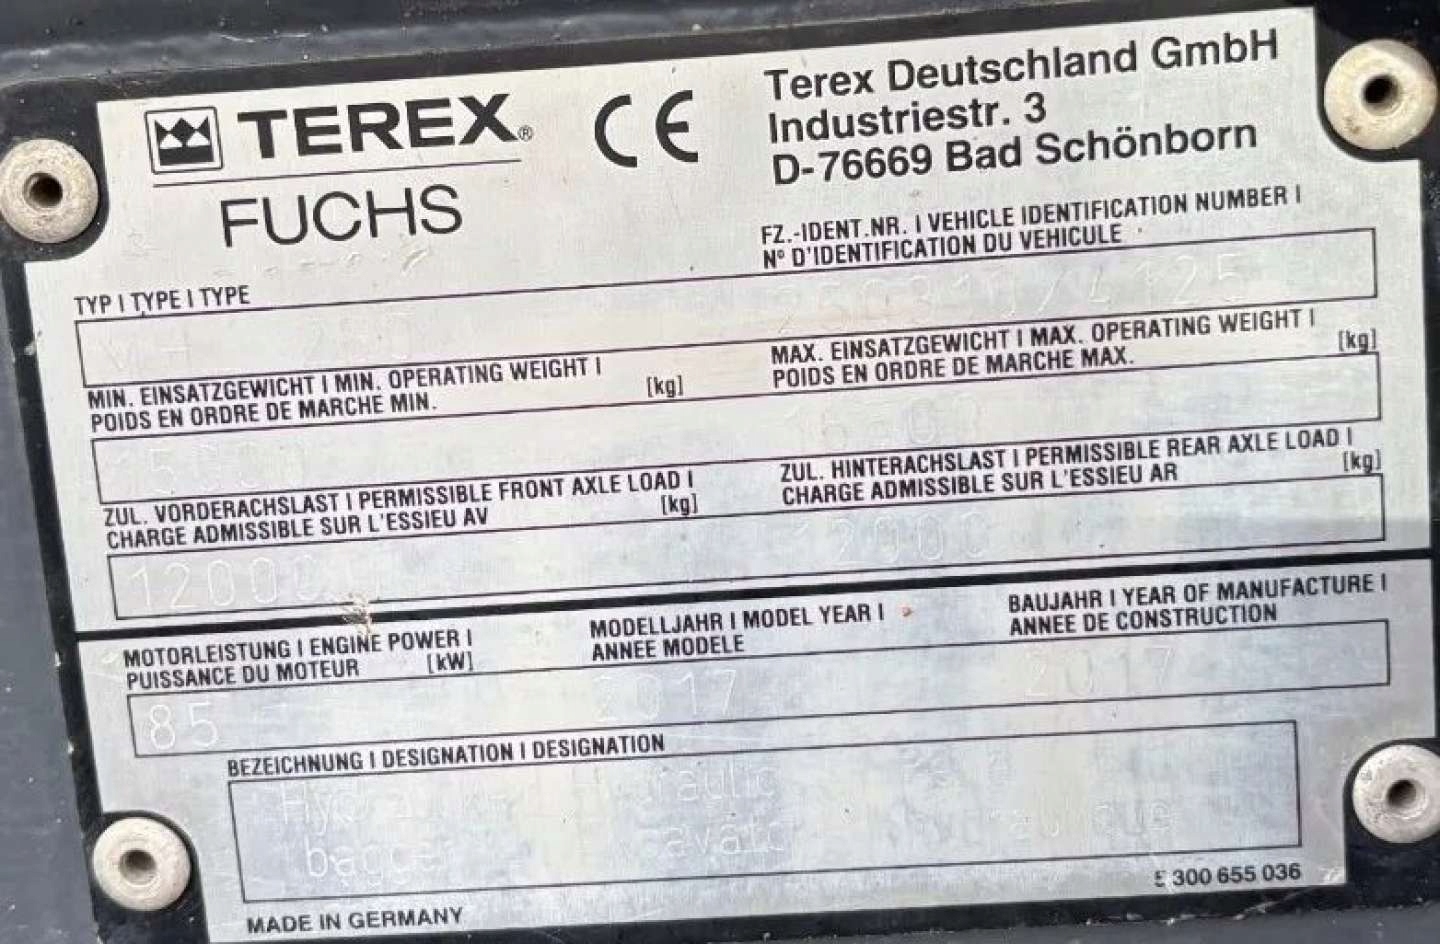 TEREX®
FUCHS
CE
Terex Deutschland GmbH
Industriestr. 3
D-76669 Bad Schönborn
FZ.-IDENT.NR. I VEHICLE IDENTIFICATION NUMBER I
N° D'IDENTIFICATION DU VEHICULE
TYP I TYPE I TYPE
MIN. EINSATZGEWICHT I MIN. OPERATING WEIGHT I
POIDS EN ORDRE DE MARCHE MIN. [kg]
MAX. EINSATZGEWICHT I MAX. OPERATING WEIGHT I
POIDS EN ORDRE DE MARCHE MAX. [kg]
ZUL. VORDERACHSLAST I PERMISSIBLE FRONT AXLE LOAD I
CHARGE ADMISSIBLE SUR L'ESSIEU AV [kg]
12000
ZUL. HINTERACHSLAST I PERMISSIBLE REAR AXLE LOAD I
CHARGE ADMISSIBLE SUR L'ESSIEU AR [kg]
12000
MOTORLEISTUNG I ENGINE POWER I
PUISSANCE DU MOTEUR [kW]
85
MODELLJAHR I MODEL YEAR I
ANNEE MODELE
2017
BAUJAHR I YEAR OF MANUFACTURE I
ANNEE DE CONSTRUCTION
2017
BEZEICHNUNG I DESIGNATION I DESIGNATION
300 655 036
MADE IN GERMANY